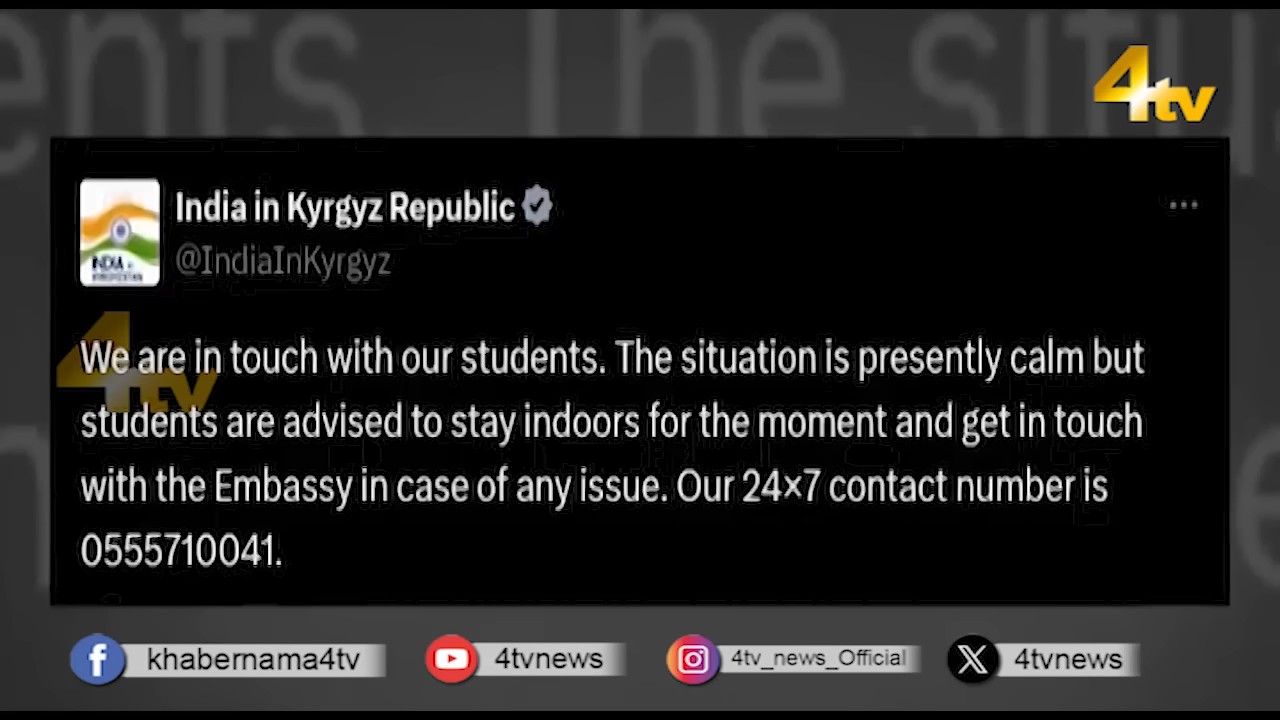 4tv
India in Kyrgyz Republic
@IndiaInKyrgyz
We are in touch with our students. The situation is presently calm but
students are advised to stay indoors for the moment and get in touch
with the Embassy in case of any issue. Our 24×7 contact number is
0555710041.
4tv
khabernama4tv
4tvnews
4tv_news_Official
4tvnews